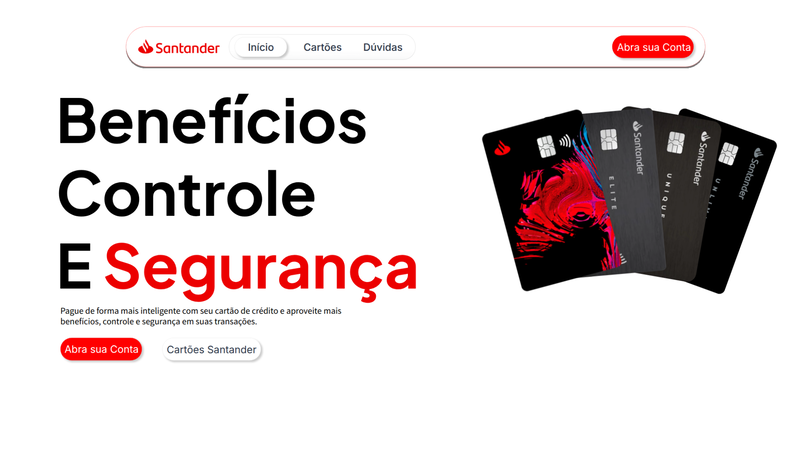 Santander
Início
Cartões
Dúvidas
Abra sua Conta
Benefícios
Controle
E Segurança
Pague de forma mais inteligente com seu cartão de crédito e aproveite mais
benefícios, controle e segurança em suas transações.
Abra sua Conta
Cartões Santander
Santander
ELITE
Santander
UNIQUE
Santander